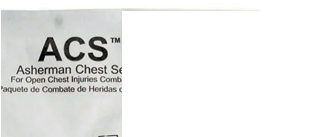 ACS™
Asherman Chest Se
For Open Chest Injuries Comb
Paquete de Combate de Heridas